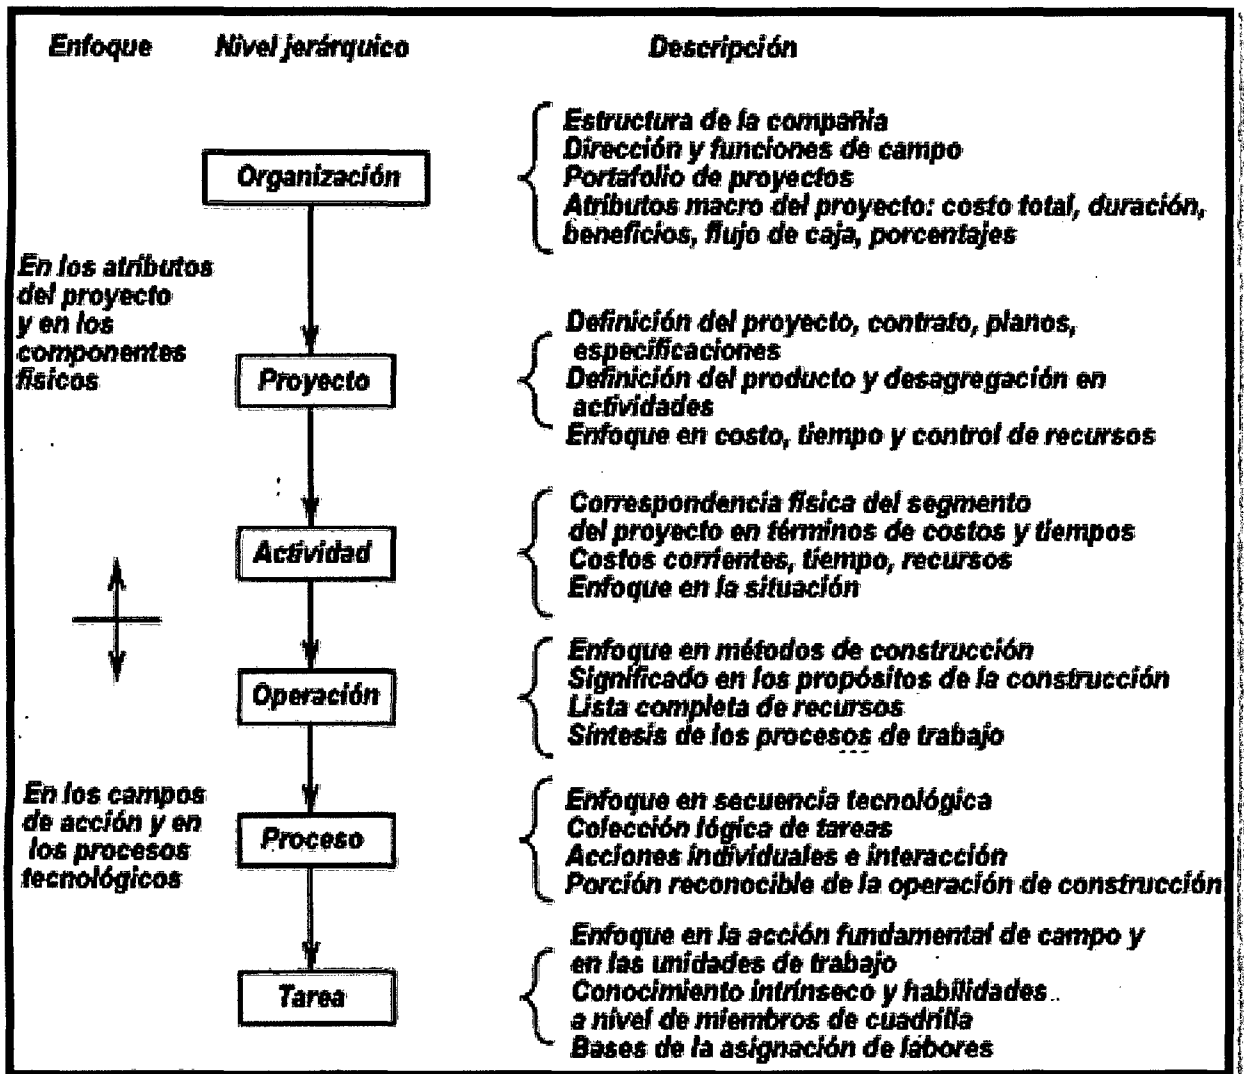 Enfoque
Nivel jerárquico
Descripción
Organización
Estructura de la compañia
Dirección y funciones de campo
Portafolio de proyectos
Atributos macro del proyecto: costo total, duración,
beneficios, flujo de caja, porcentajes
En los atributos
del proyecto
y en los
componentes
físicos
Proyecto
Definición del proyecto, contrato, planos,
especificaciones
Definición del producto y desagregación en
actividades
Enfoque en costo, tiempo y control de recursos
Actividad
Correspondencia física del segmento
del proyecto en términos de costos y tiempos
Costos corrientes, tiempo, recursos
Enfoque en la situación
Operación
Enfoque en métodos de construcción
Significado en los propósitos de la construcción
Lista completa de recursos
Síntesis de los procesos de trabajo
En los campos
de acción y en
los procesos
tecnológicos
Proceso
Enfoque en secuencia tecnológica
Colección lógica de tareas
Acciones individuales e interacción
Porción reconocible de la operación de construcción
Tarea
Enfoque en la acción fundamental de campo y
en las unidades de trabajo
Conocimiento intrínseco y habilidades
a nivel de miembros de cuadrilla
Bases de la asignación de labores